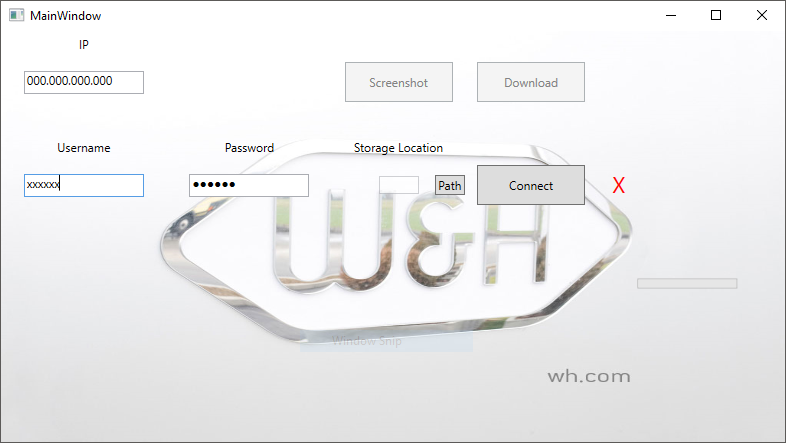 MainWindow
IP
000.000.000.000
Screenshot
Download
Username
Password
Storage Location
xxxxxx
●●●●●●
Path
Connect
X
W&H
Window Snip
wh.com